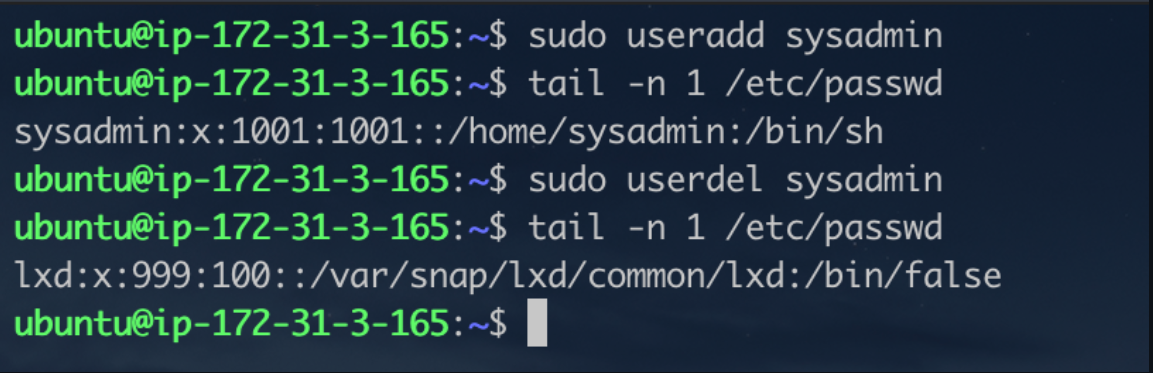 ubuntu@ip-172-31-3-165:~$ sudo useradd sysadmin
ubuntu@ip-172-31-3-165:~$ tail -n 1 /etc/passwd
sysadmin:x:1001:1001::/home/sysadmin:/bin/sh
ubuntu@ip-172-31-3-165:~$ sudo userdel sysadmin
ubuntu@ip-172-31-3-165:~$ tail -n 1 /etc/passwd
lxd:x:999:100::/var/snap/lxd/common/lxd:/bin/false
ubuntu@ip-172-31-3-165:~$